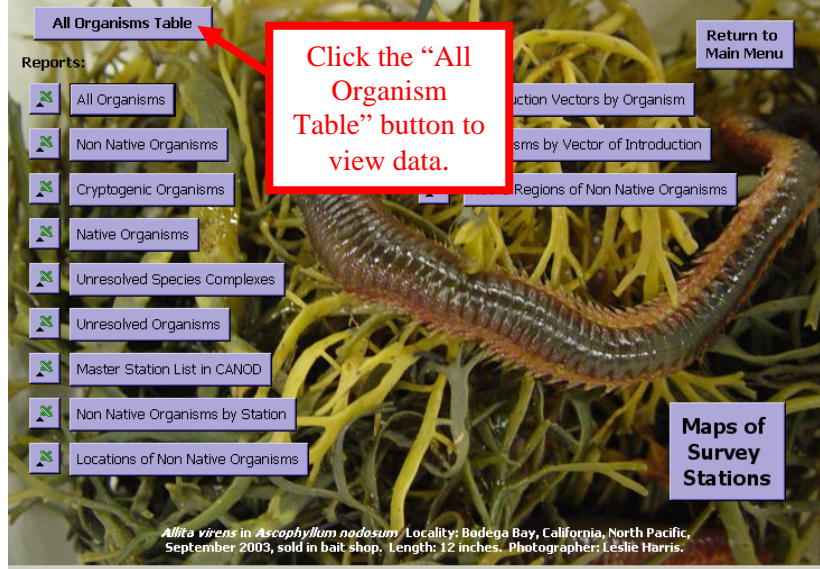 All Organisms Table
Click the “All
Organism
Table” button to
view data.
Return to
Main Menu
Reports:
All Organisms
Non Native Organisms
Cryptogenic Organisms
Native Organisms
Unresolved Species Complexes
Unresolved Organisms
Master Station List in CANOD
Non Native Organisms by Station
Locations of Non Native Organisms
Vectors by Organism
by Vector of Introduction
Regions of Non Native Organisms
Maps of
Survey
Stations
Allita virens in Ascophyllum nodosum Locality: Bodega Bay, California, North Pacific,
September 2003, sold in bait shop. Length: 12 inches. Photographer: Leslie Harris.